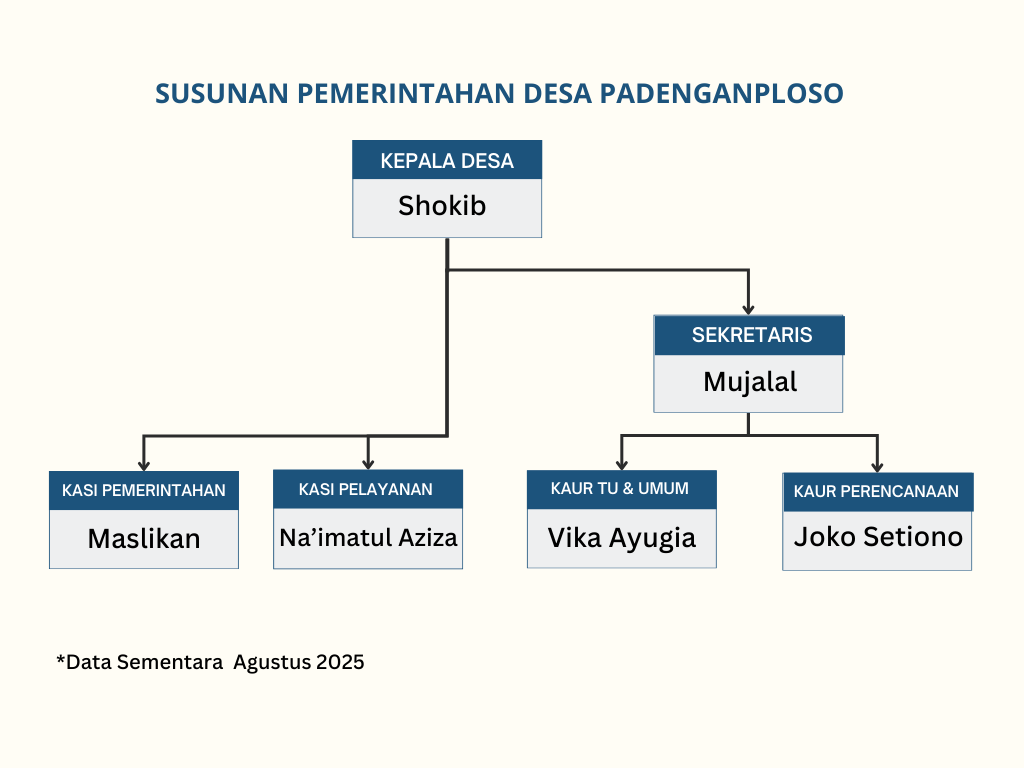 SUSUNAN PEMERINTAHAN DESA PADENGANPLOSO
KEPALA DESA
Shokib
SEKRETARIS
Mujalal
KASI PEMERINTAHAN
Maslikan
KASI PELAYANAN
Na’imatul Aziza
KAUR TU & UMUM
Vika Ayugia
KAUR PERENCANAAN
Joko Setiono
*Data Sementara  Agustus 2025